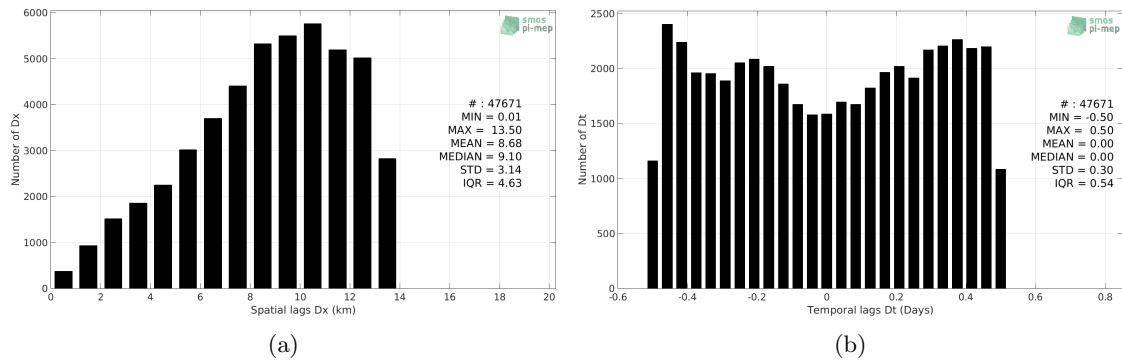 6000
5000
4000
3000
2000
1000
0
Number of Dx
0 2 4 6 8 10 12 14 16 18 20
Spatial lags Dx (km)
smos
pi-mep
# : 47671
MIN = 0.01
MAX = 13.50
MEAN = 8.68
MEDIAN = 9.10
STD = 3.14
IQR = 4.63
(a)
2500
2000
1500
1000
500
0
Number of Dt
-0.6 -0.4 -0.2 0 0.2 0.4 0.6 0.8
Temporal lags Dt (Days)
smos
pi-mep
# : 47671
MIN = -0.50
MAX = 0.50
MEAN = 0.00
MEDIAN = 0.00
STD = 0.30
IQR = 0.54
(b)